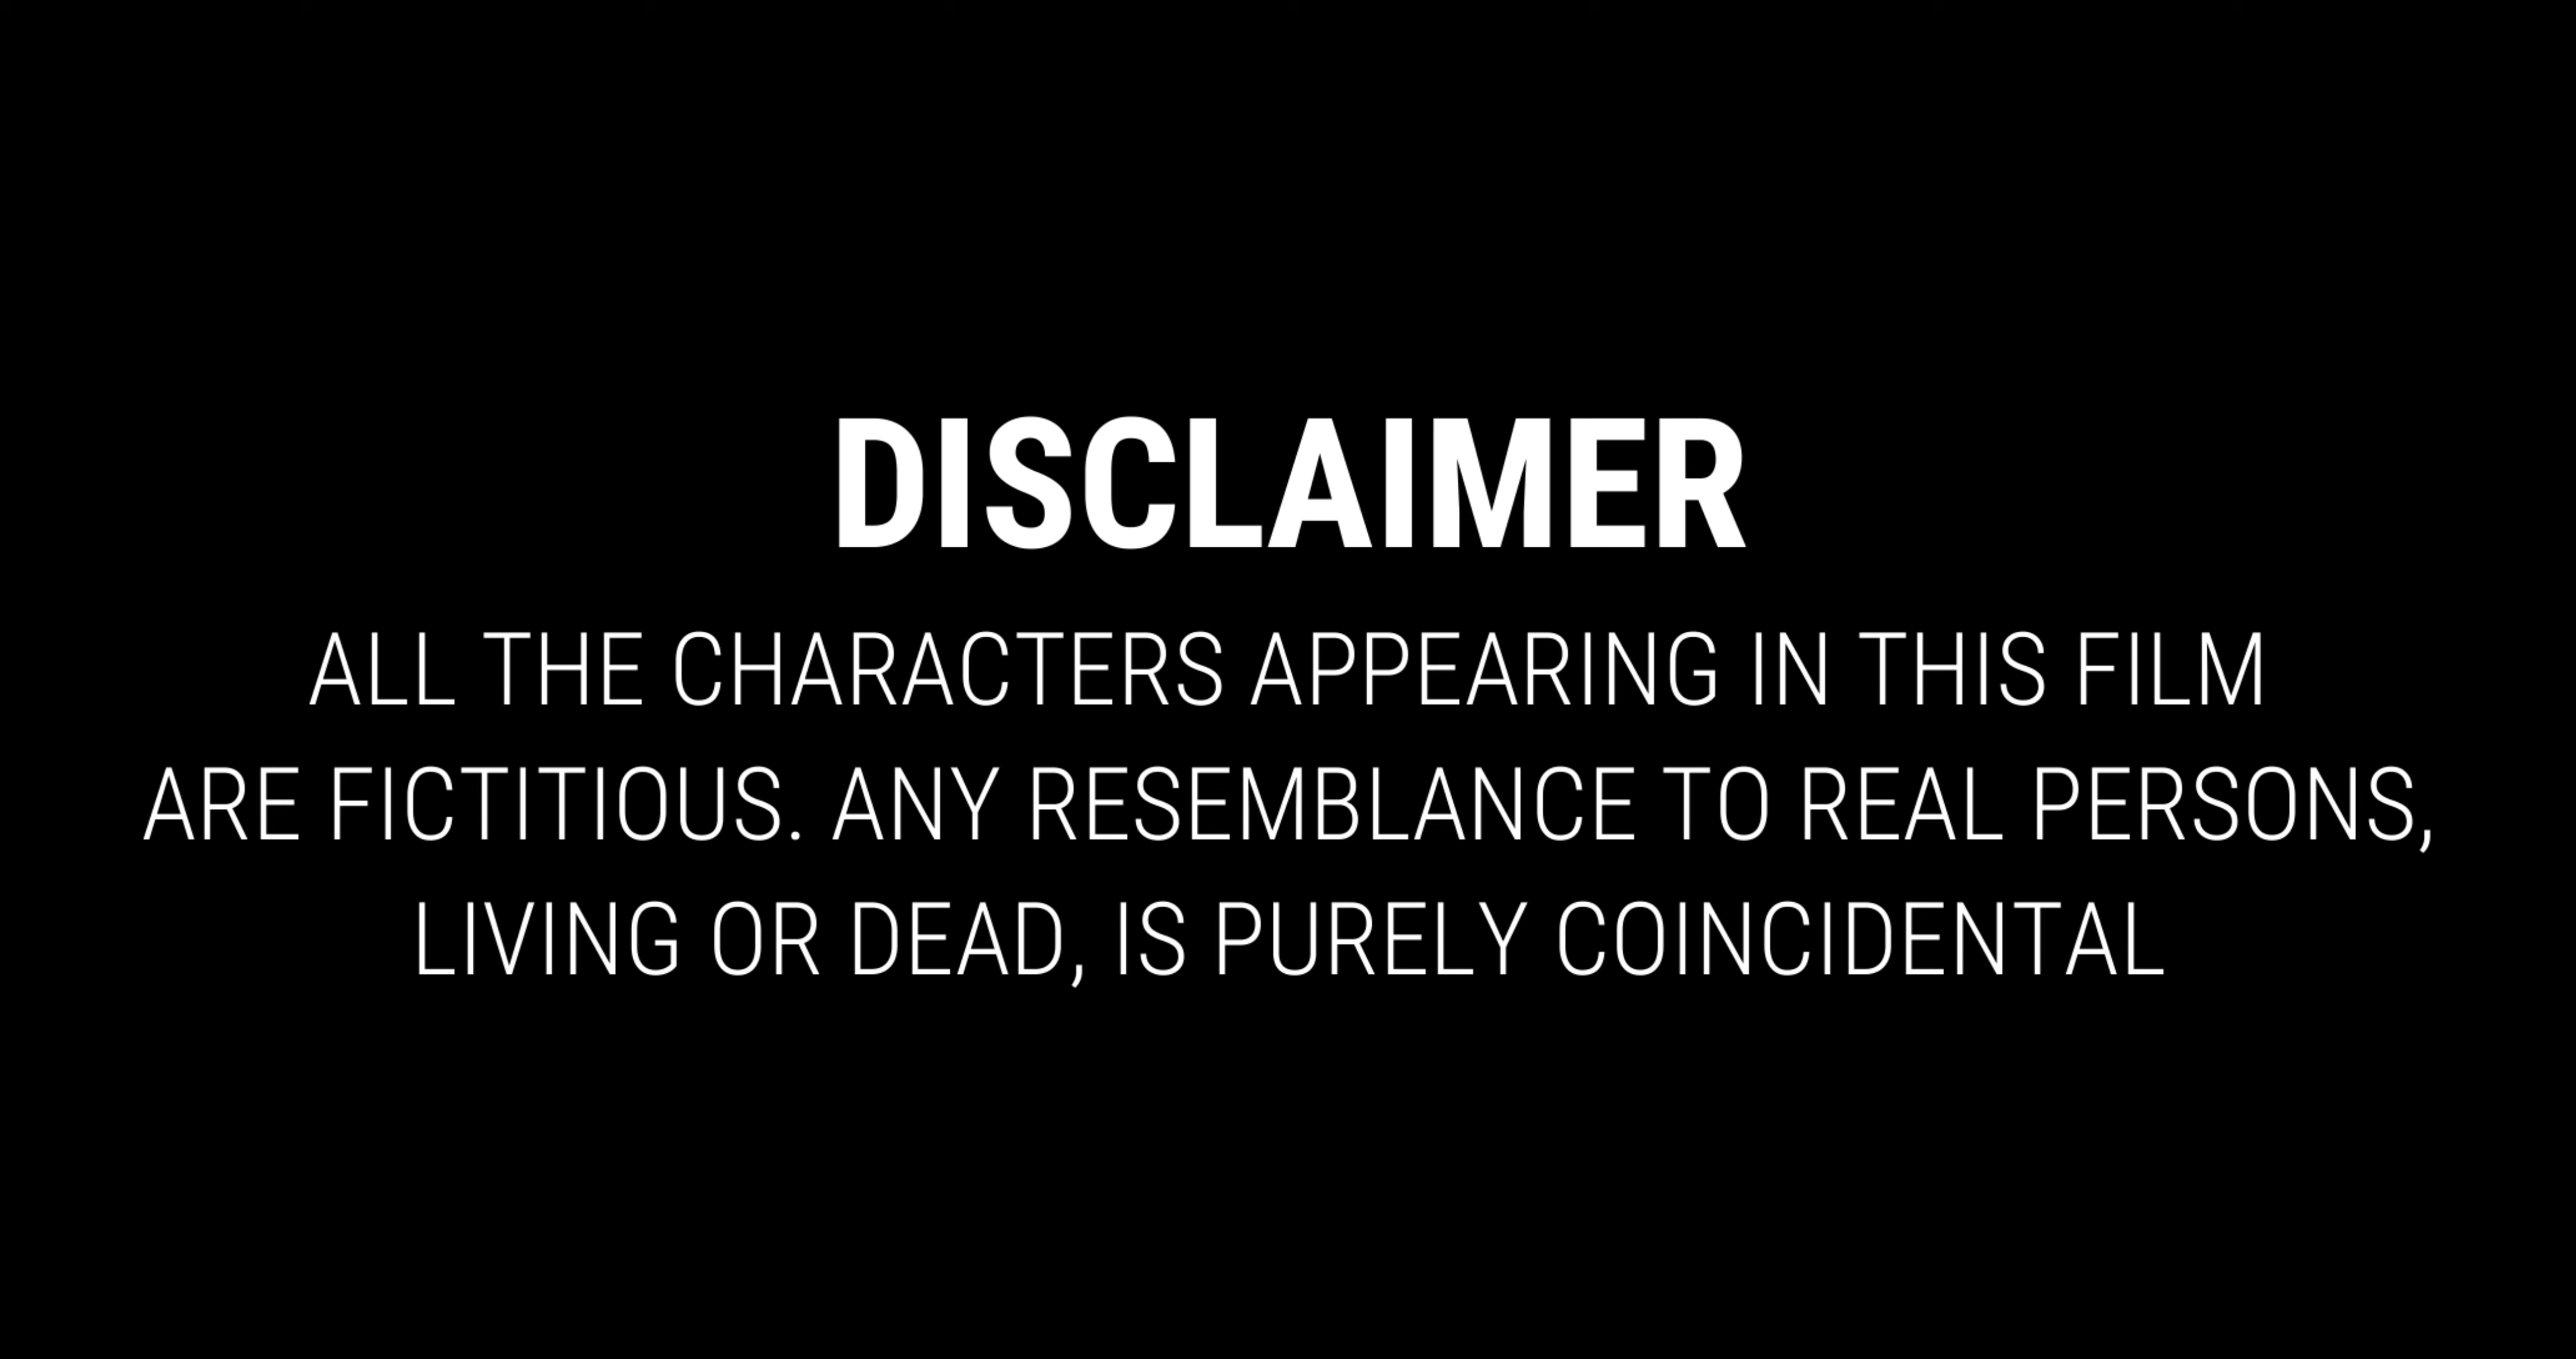 DISCLAIMER
ALL THE CHARACTERS APPEARING IN THIS FILM
ARE FICTITIOUS. ANY RESEMBLANCE TO REAL PERSONS,
LIVING OR DEAD, IS PURELY COINCIDENTAL